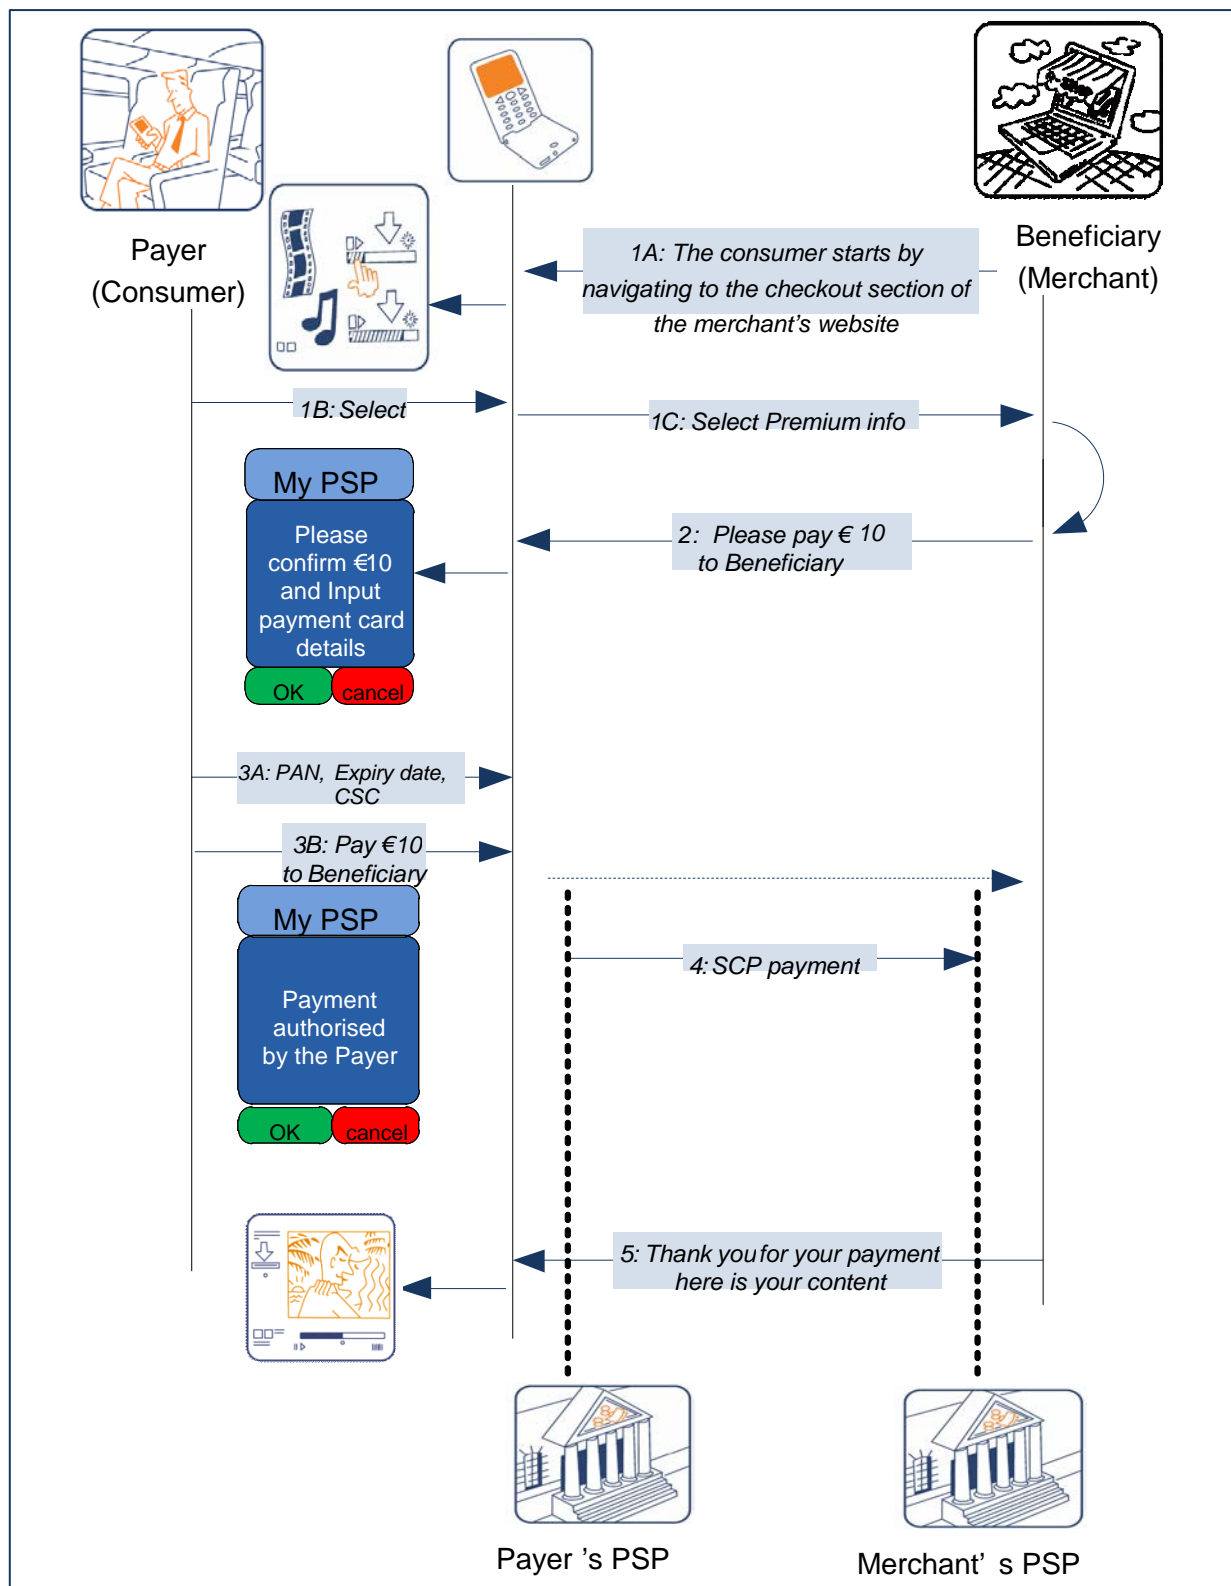 Payer
(Consumer)
Beneficiary
(Merchant)
1A: The consumer starts by
navigating to the checkout section of
the merchant's website
1B: Select
1C: Select Premium info
My PSP
Please
confirm €10
and Input
payment card
details
OK
cancel
2: Please pay € 10
to Beneficiary
3A: PAN, Expiry date,
CSC
3B: Pay €10
to Beneficiary
My PSP
Payment
authorised
by the Payer
OK
cancel
4: SCP payment
5: Thank you for your payment
here is your content
Payer 's PSP
Merchant' s PSP